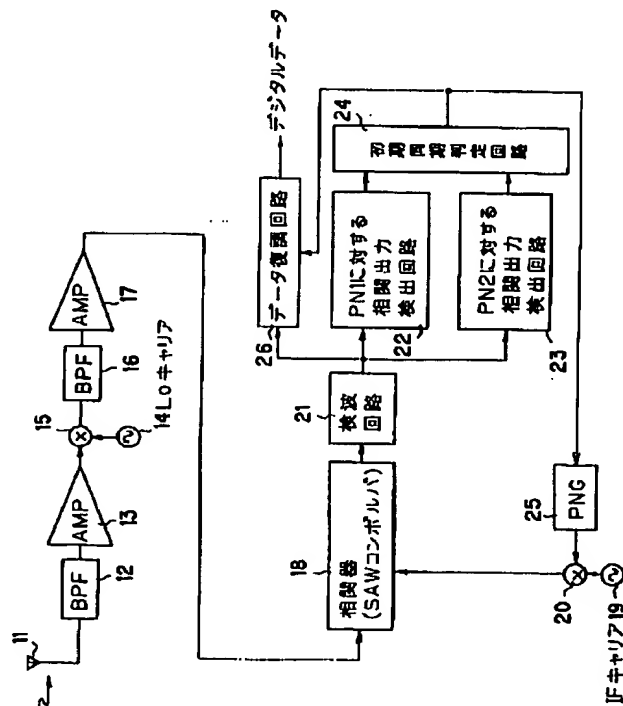 2
11
BPF
12
AMP
13
15
14 Loキャリア
BPF
16
AMP
17
相関器
(SAWコンボルバ)
18
検波
回路
21
データ復調回路
26
デジタルデータ
PN1に対する
相関出力
検出回路
22
PN2に対する
相関出力
検出回路
23
初期同期判定回路
24
PNG
25
20
IFキャリア19